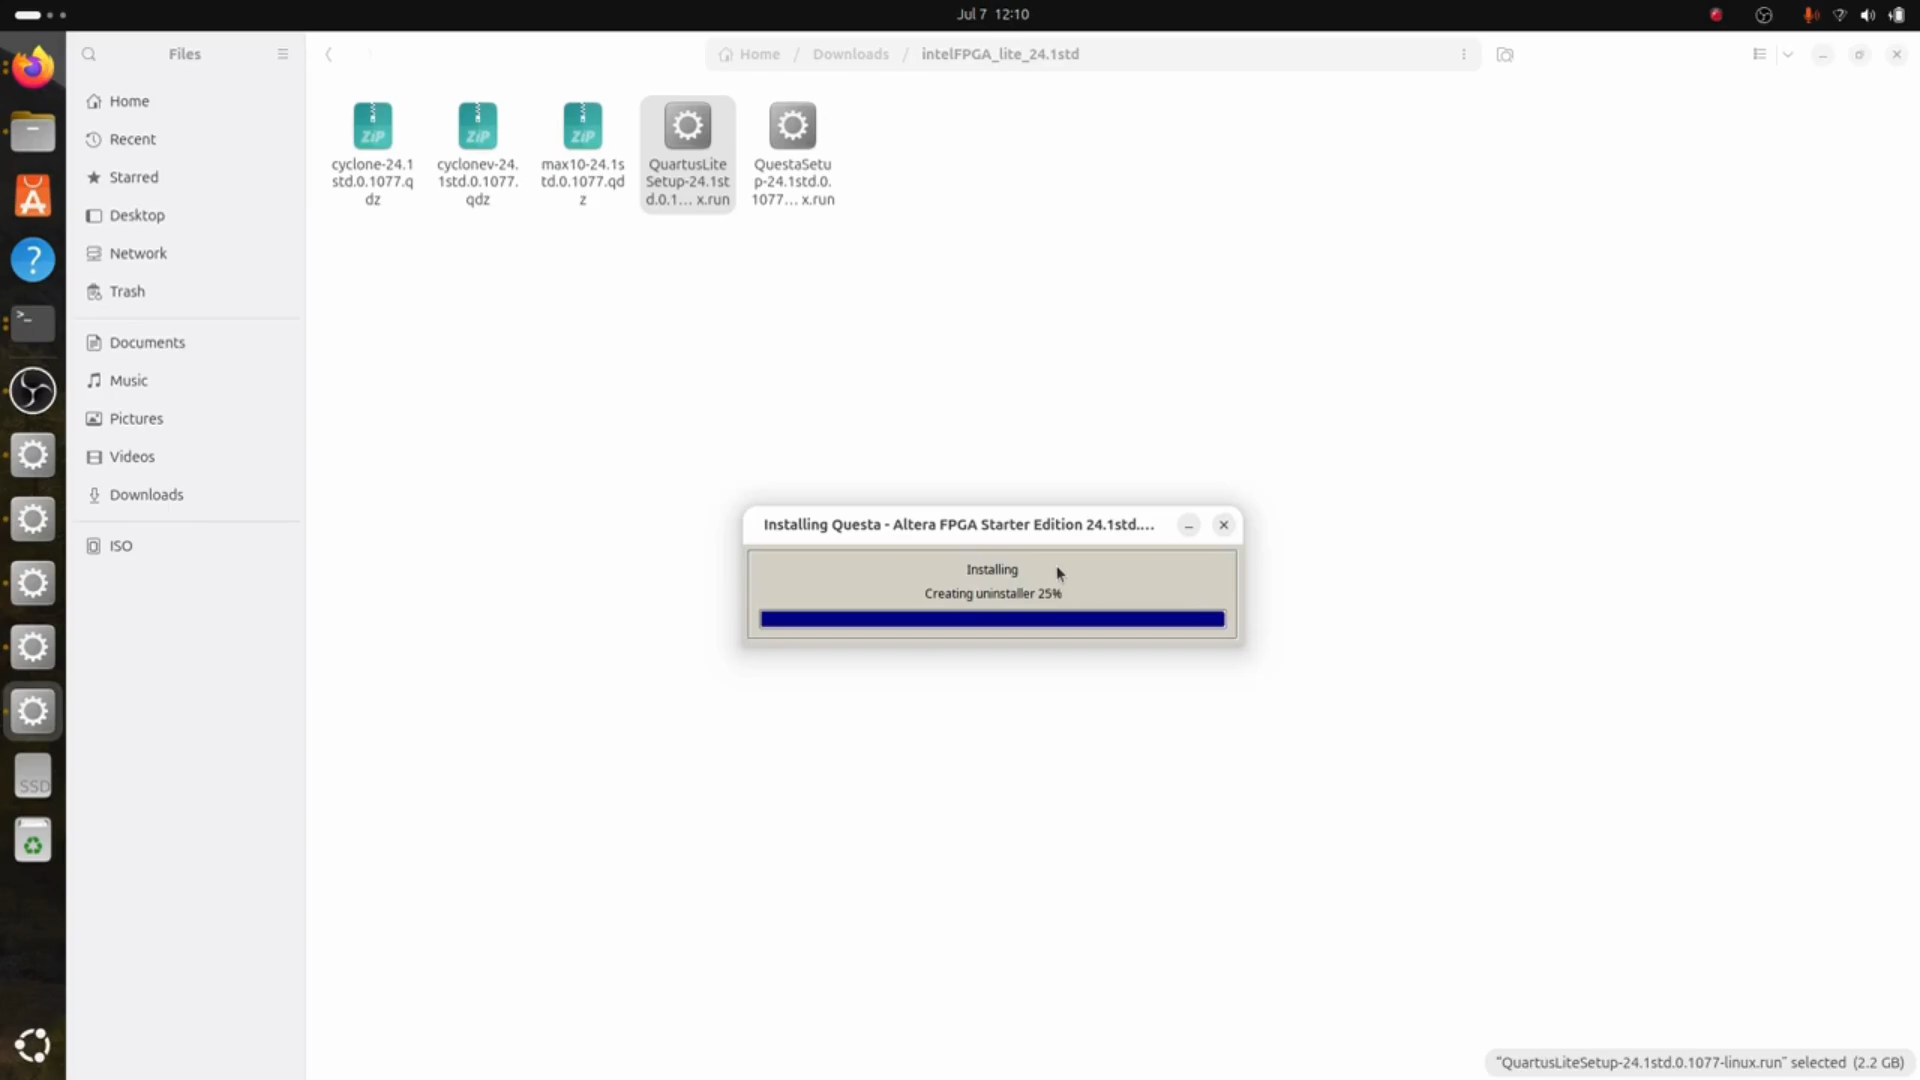 Jul 7 12:10
Files
Home / Downloads / intelFPGA_lite_24.1std
Home
Recent
Starred
Desktop
Network
Trash
Documents
Music
Pictures
Videos
Downloads
ISO
ZIP
cyclone-24.1
std.0.1077.q
dz
ZIP
cyclonev-24.
1std.0.1077.
qdz
ZIP
max10-24.1s
td.0.1077.qd
z
QuartusLite
Setup-24.1st
d.0.1... x.run
QuestaSetu
p-24.1std.0.
1077... x.run
Installing Questa - Altera FPGA Starter Edition 24.1std....
Installing
Creating uninstaller 25%
SSD
"QuartusLiteSetup-24.1std.0.1077-linux.run" selected (2.2 GB)